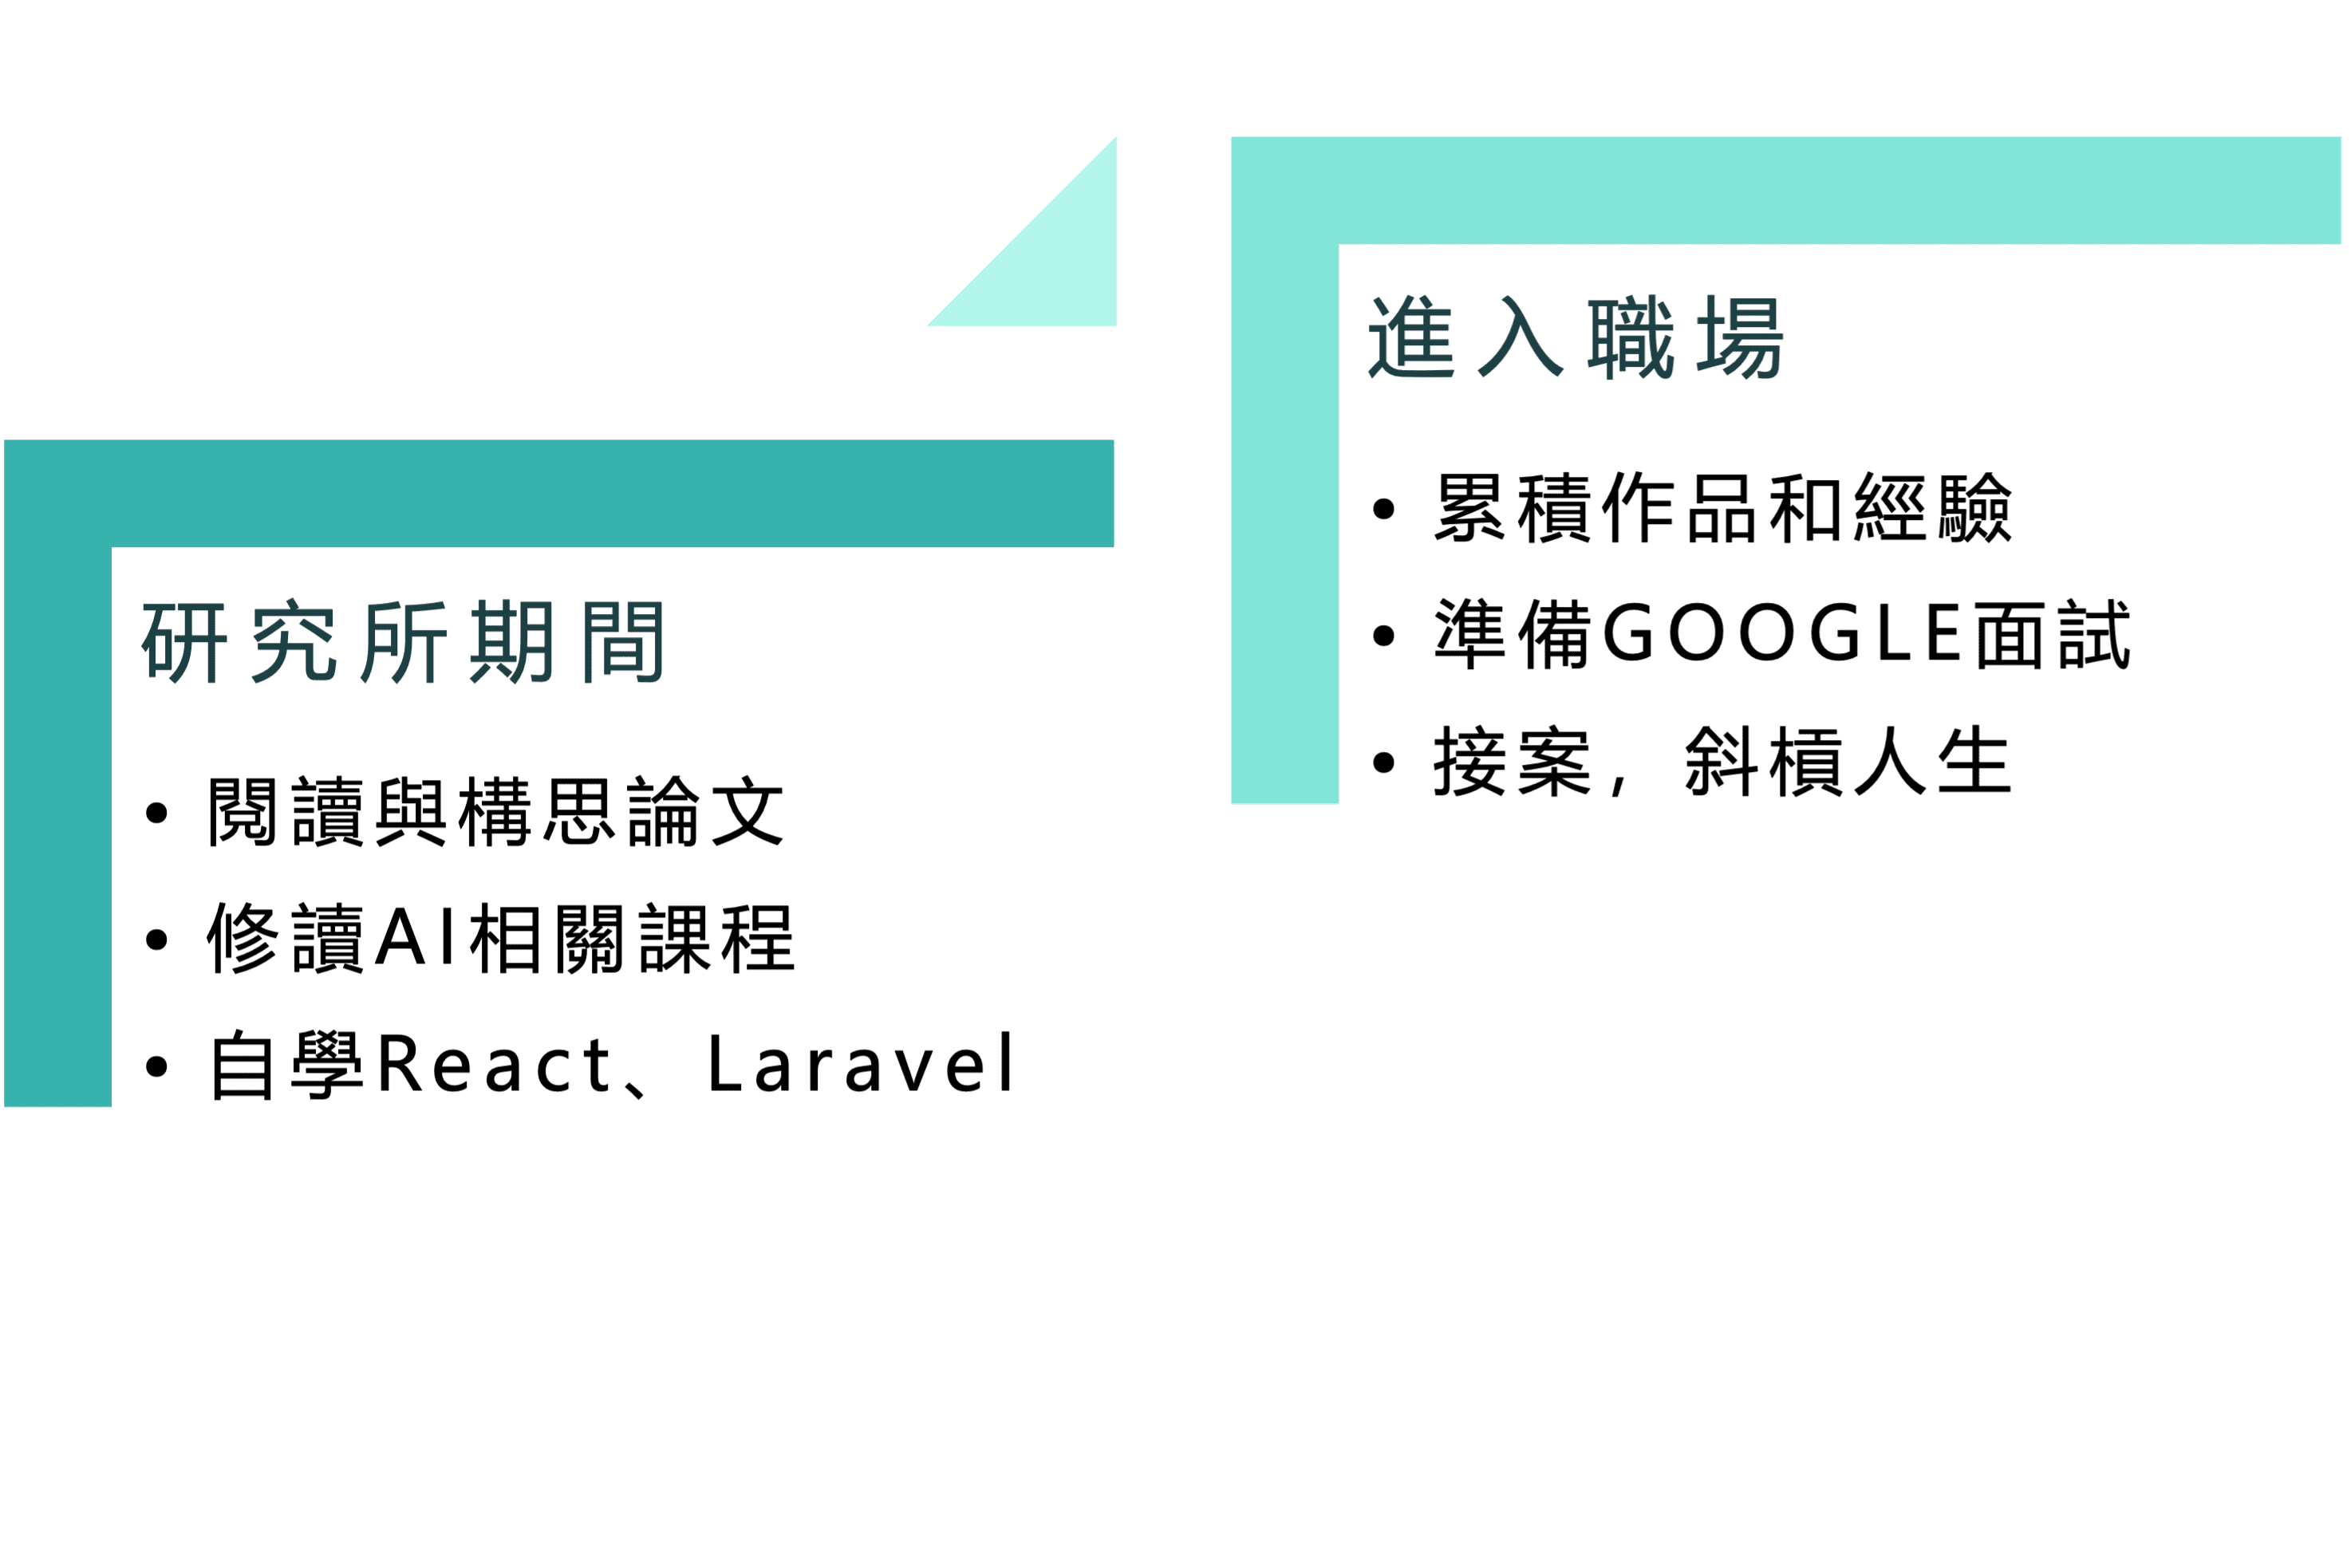 研究所期間
• 閱讀與構思論文
• 修讀AI相關課程
• 自學React、Laravel
進入職場
• 累積作品和經驗
• 準備GOOGLE面試
• 接案, 斜槓人生